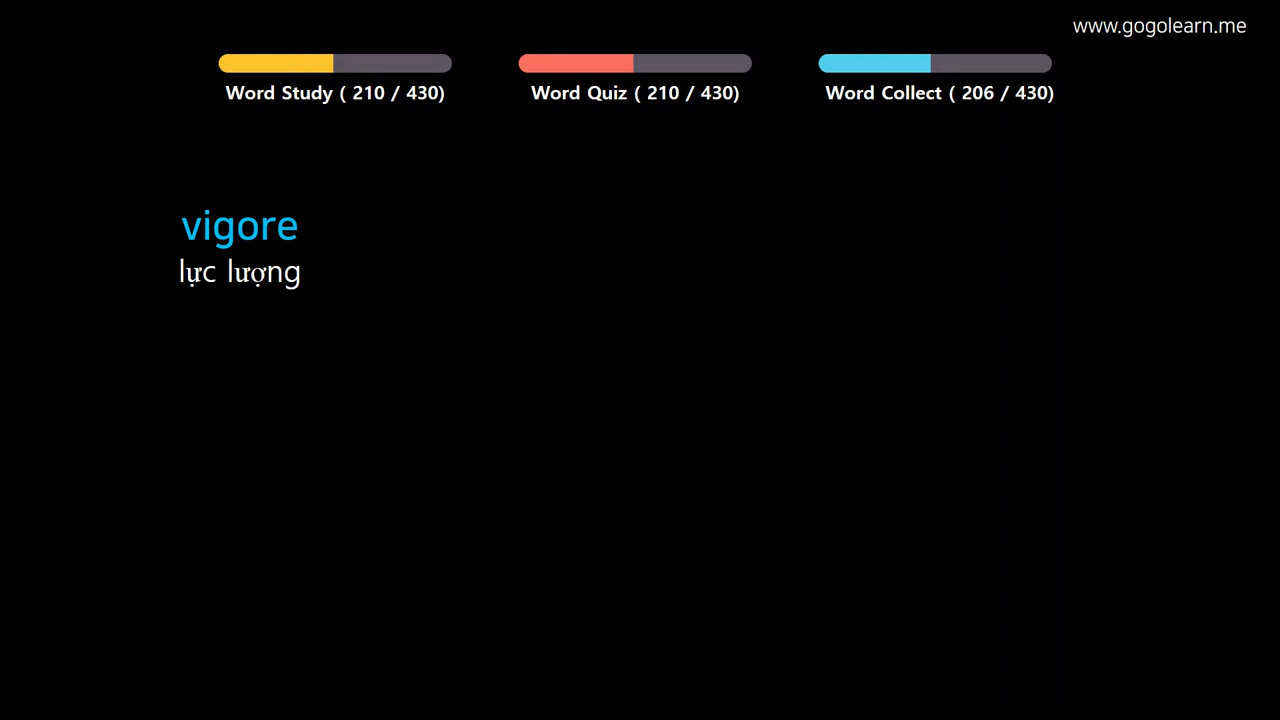 www.gogolearn.me
Word Study ( 210 / 430)
Word Quiz ( 210 / 430)
Word Collect ( 206 / 430)
vigore
lực lượng